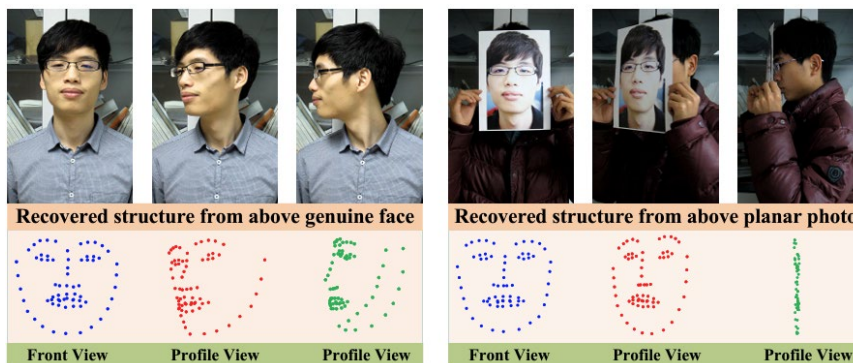 Recovered structure from above genuine face
Recovered structure from above planar photo
Front View
Profile View
Profile View
Front View
Profile View
Profile View